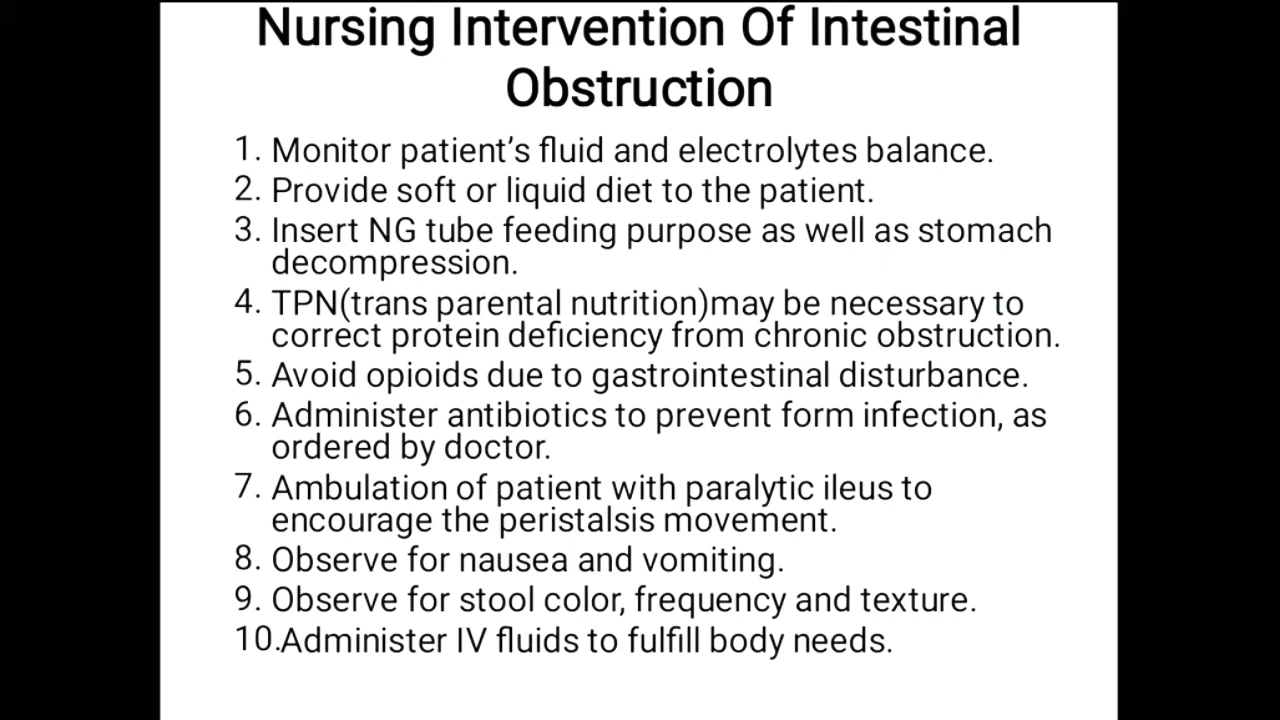 Nursing Intervention Of Intestinal
Obstruction
1. Monitor patient’s fluid and electrolytes balance.
2. Provide soft or liquid diet to the patient.
3. Insert NG tube feeding purpose as well as stomach
decompression.
4. TPN(trans parental nutrition)may be necessary to
correct protein deficiency from chronic obstruction.
5. Avoid opioids due to gastrointestinal disturbance.
6. Administer antibiotics to prevent form infection, as
ordered by doctor.
7. Ambulation of patient with paralytic ileus to
encourage the peristalsis movement.
8. Observe for nausea and vomiting.
9. Observe for stool color, frequency and texture.
10.Administer IV fluids to fulfill body needs.